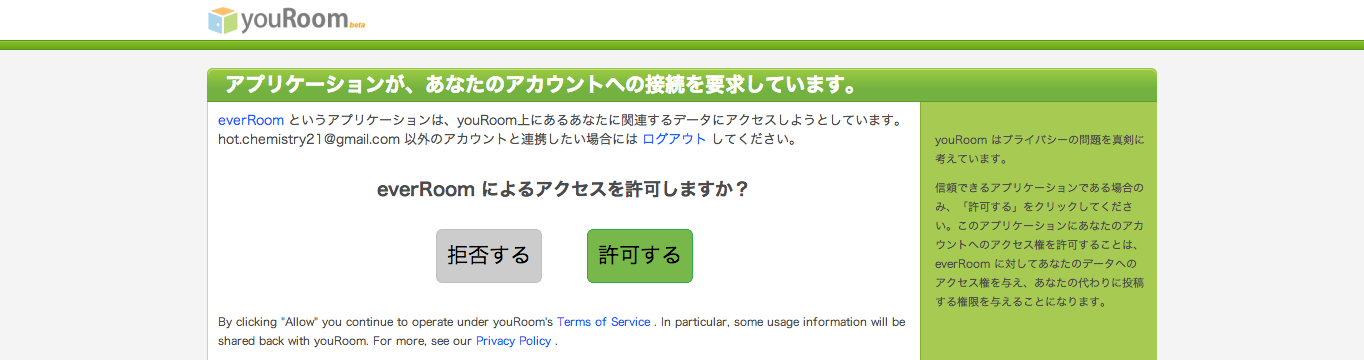 youRoom beta
アプリケーションが、あなたのアカウントへの接続を要求しています。
everRoom というアプリケーションは、youRoom上にあるあなたに関連するデータにアクセスしようとしています。
hot.chemistry21@gmail.com 以外のアカウントと連携したい場合には ログアウト してください。
everRoom によるアクセスを許可しますか？
拒否する
許可する
By clicking "Allow" you continue to operate under youRoom's Terms of Service . In particular, some usage information will be
shared back with youRoom. For more, see our Privacy Policy .
youRoom はプライバシーの問題を真剣に
考えています。
信頼できるアプリケーションである場合の
み、「許可する」をクリックしてくださ
い。このアプリケーションにあなたのアカ
ウントへのアクセス権を許可することは、
everRoom に対してあなたのデータへの
アクセス権を与え、あなたの代わりに投稿
する権限を与えることになります。